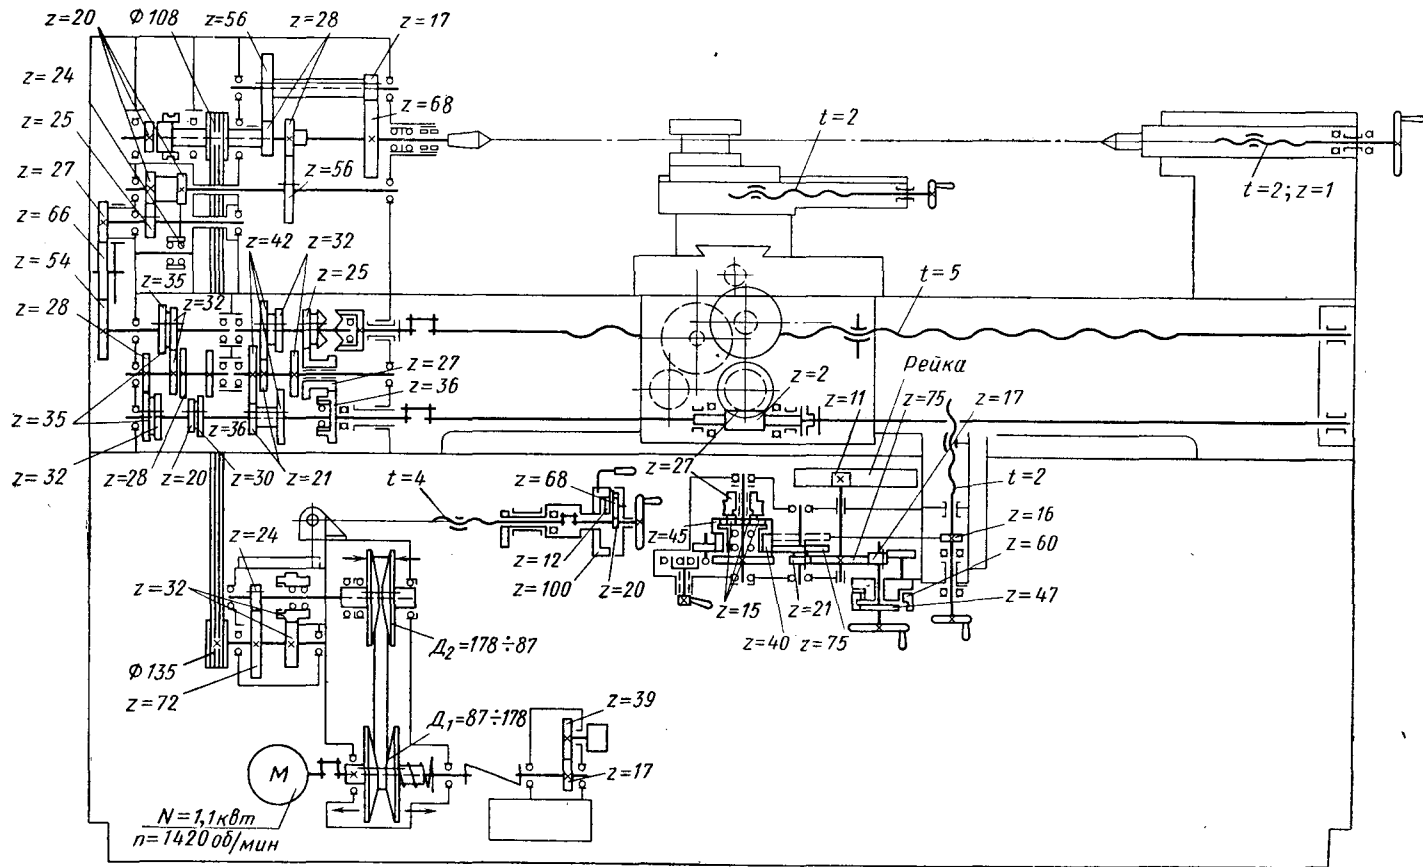 z=20
Ф 108
z=56
z=28
z=17
z=24
z=68
z=25
t=2
z=27
z=56
t=2; z=1
z=66
z=42
z=32
z=54
z=35
z=25
t=5
z=32
z=28
Рейка
z=27
z=2
z=36
z=11
z=75
z=17
z=35
z=36
z=27
z=32
z=28
z=20
z=30
z=21
t=4
z=68
t=2
z=16
z=24
z=45
z=60
z=12
z=32
z=100
z=20
z=15
z=21
z=47
Д₂=178÷87
z=40
z=75
Ф 135
z=72
z=39
Д₁=87÷178
М
z=17
N=1,1квт
n=1420об/мин